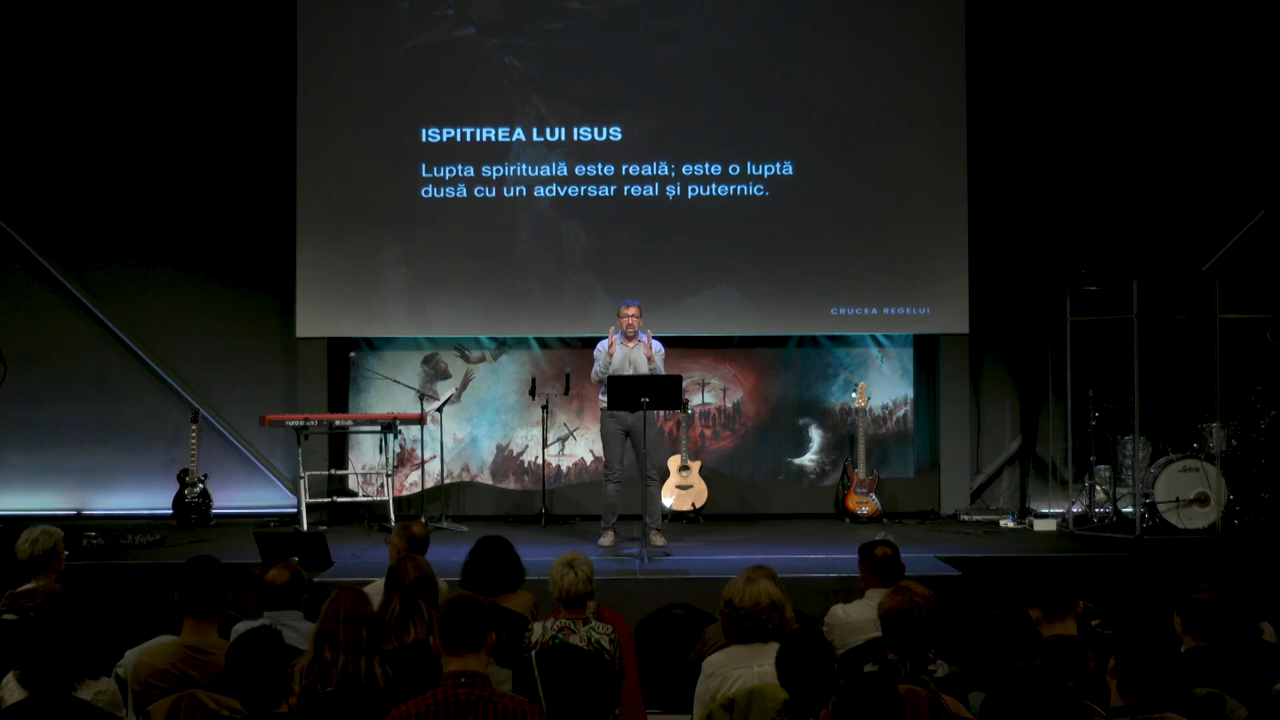 ISPITIREA LUI ISUS
Lupta spirituală este reală; este o luptă
dusă cu un adversar real și puternic.
CRUCEA REGELUI